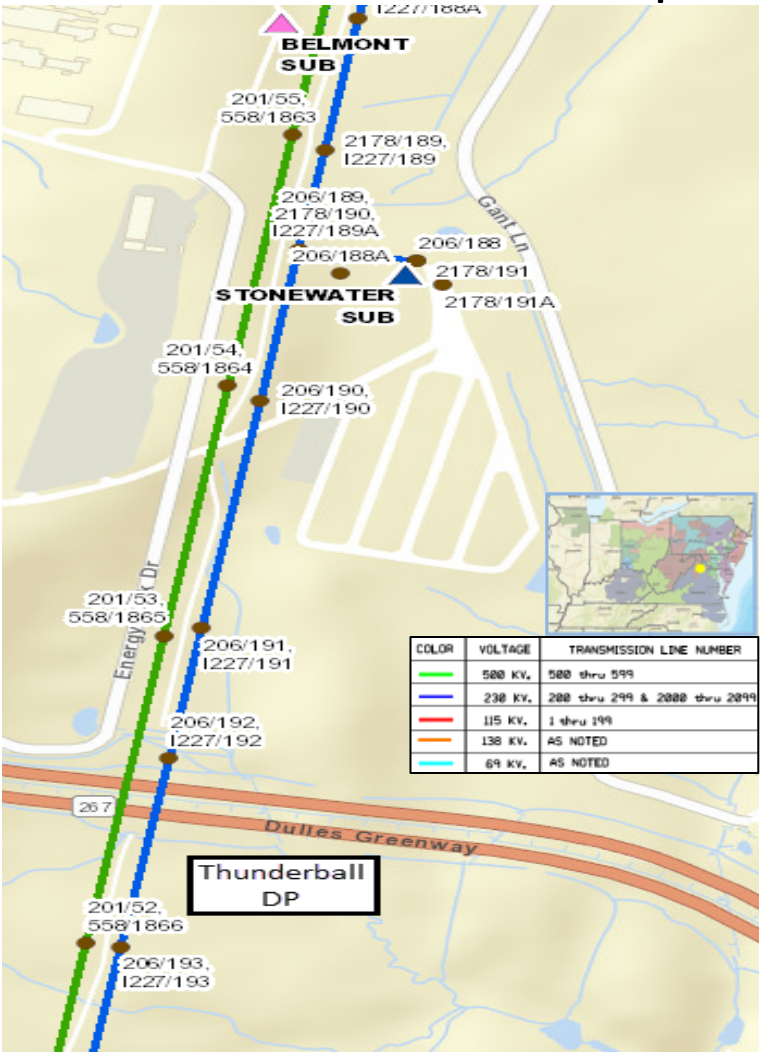 I227/188A
BELMONT
SUB
201/55,
558/1863
2178/189,
I227/189
206/189,
2178/190,
I227/189A
Gant Ln
206/188
206/188A
2178/191
STONEWATER
SUB
2178/191A
201/54,
558/1864
206/190,
I227/190
Energy
k Dr
201/53,
558/1865
206/191,
I227/191
COLOR VOLTAGE TRANSMISSION LINE NUMBER
500 KV. 500 thru 599
230 KV. 200 thru 299 & 2000 thru 2099
115 KV. 1 thru 199
138 KV. AS NOTED
69 KV. AS NOTED
206/192,
I227/192
267
Dulles Greenway
Thunderball
DP
201/52,
558/1866
206/193,
I227/193